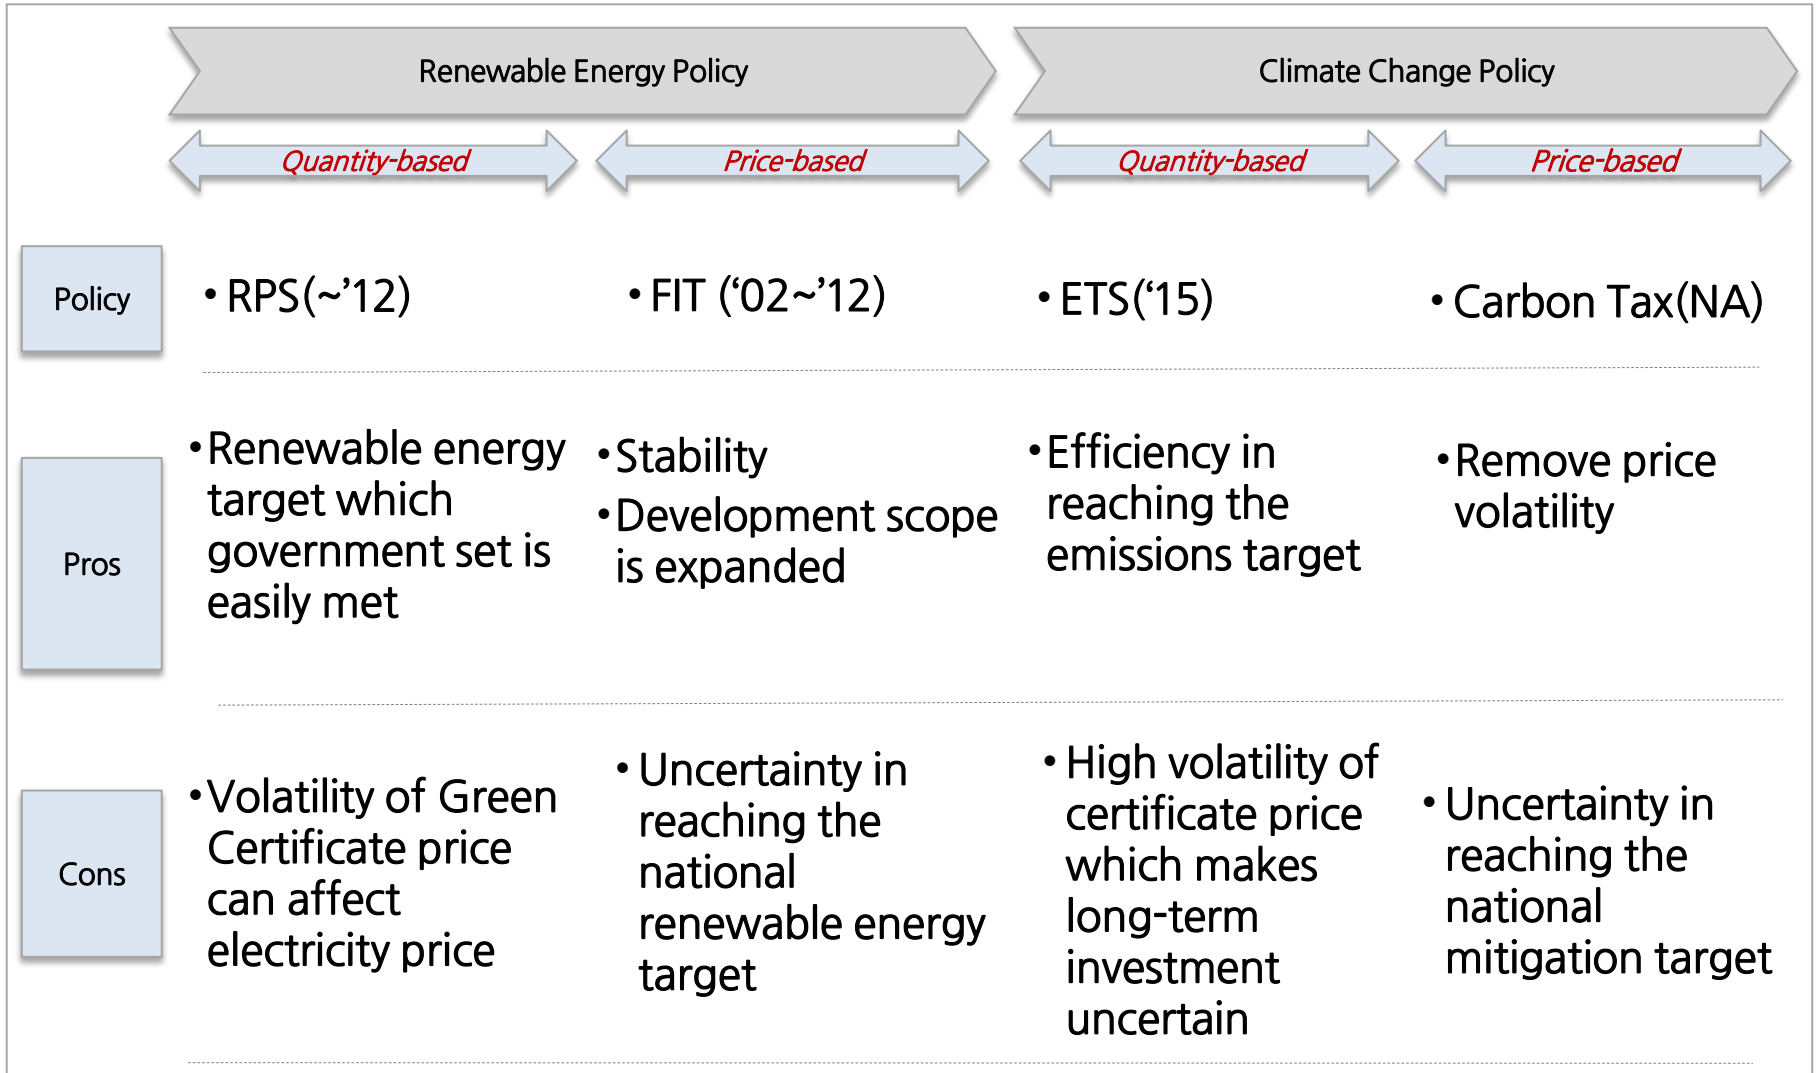 Renewable Energy Policy
Climate Change Policy
Quantity-based
Price-based
Quantity-based
Price-based
Policy
• RPS(~’12)
• FIT (‘02~’12)
• ETS(‘15)
• Carbon Tax(NA)
Pros
• Renewable energy
target which
government set is
easily met
• Stability
• Development scope
is expanded
• Efficiency in
reaching the
emissions target
• Remove price
volatility
Cons
• Volatility of Green
Certificate price
can affect
electricity price
• Uncertainty in
reaching the
national
renewable energy
target
• High volatility of
certificate price
which makes
long-term
investment
uncertain
• Uncertainty in
reaching the
national
mitigation target